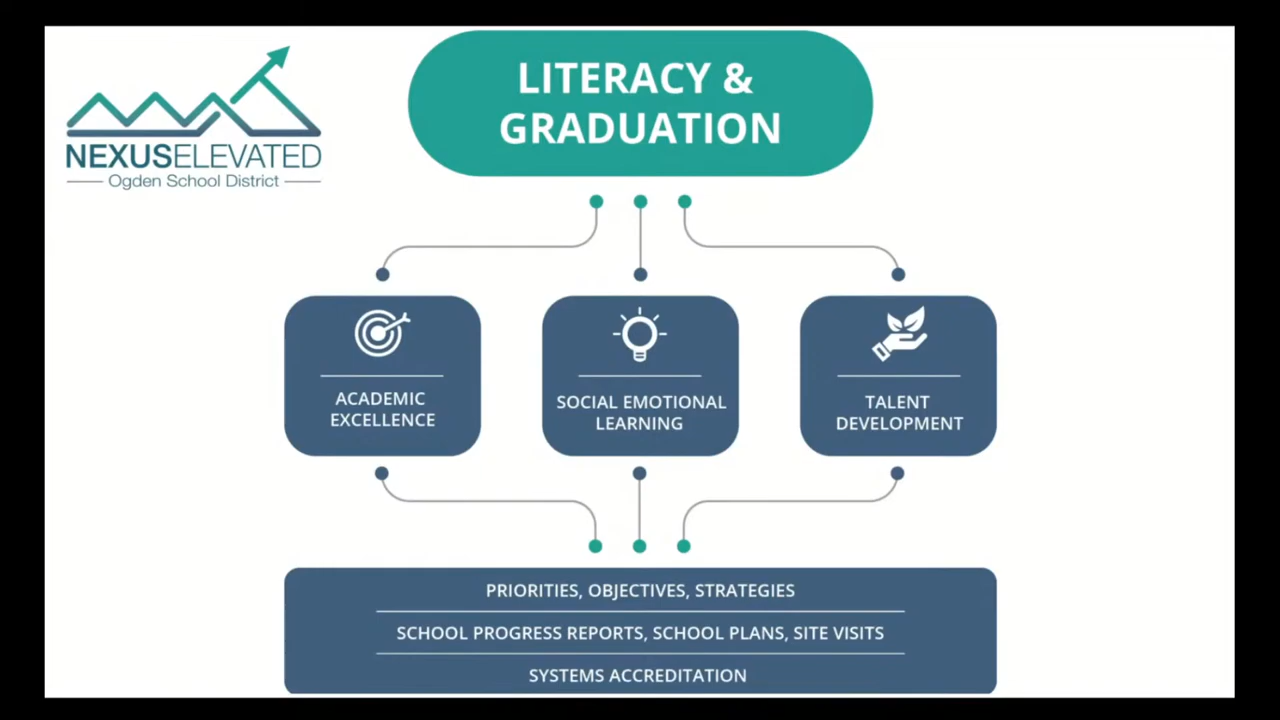 NEXUSELEVATED
Ogden School District
LITERACY &
GRADUATION
ACADEMIC
EXCELLENCE
SOCIAL EMOTIONAL
LEARNING
TALENT
DEVELOPMENT
PRIORITIES, OBJECTIVES, STRATEGIES
SCHOOL PROGRESS REPORTS, SCHOOL PLANS, SITE VISITS
SYSTEMS ACCREDITATION